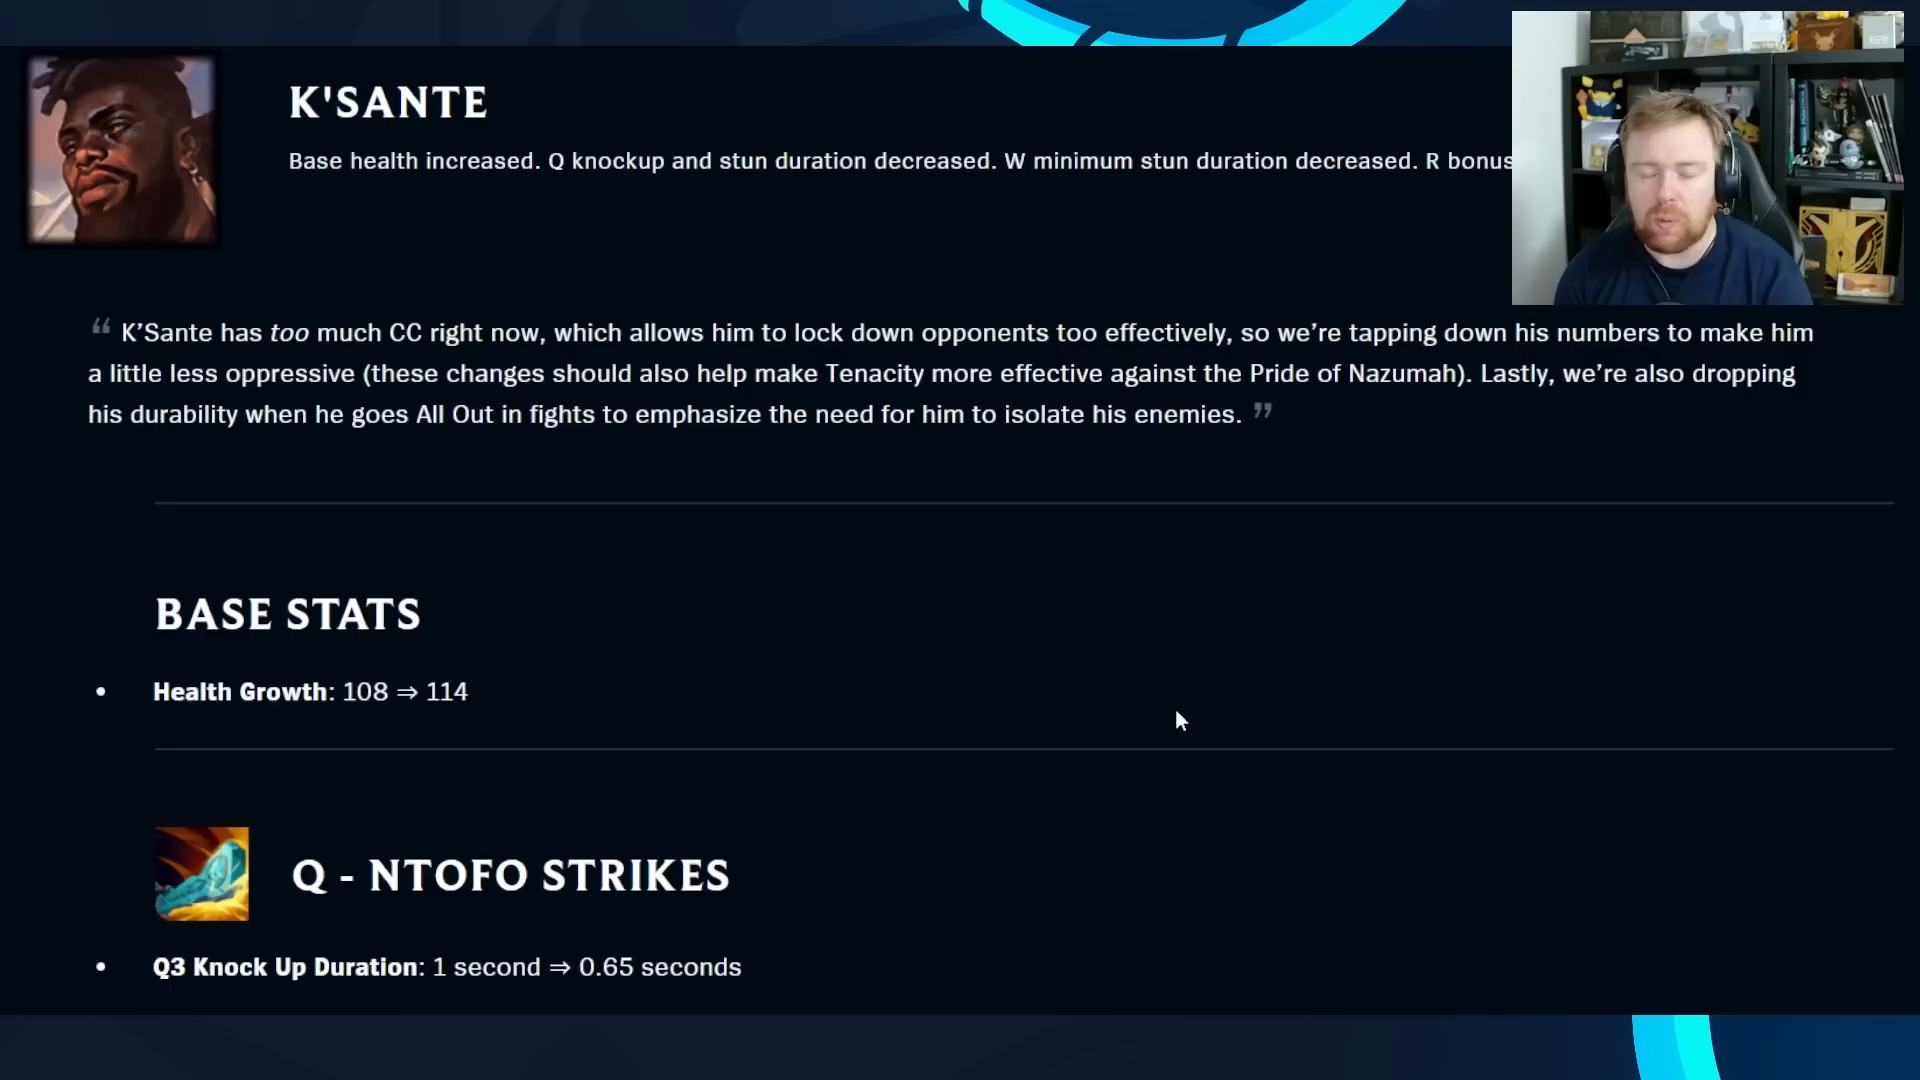 K'SANTE
Base health increased. Q knockup and stun duration decreased. W minimum stun duration decreased. R bonus
“ K’Sante has too much CC right now, which allows him to lock down opponents too effectively, so we’re tapping down his numbers to make him
a little less oppressive (these changes should also help make Tenacity more effective against the Pride of Nazumah). Lastly, we’re also dropping
his durability when he goes All Out in fights to emphasize the need for him to isolate his enemies. ”
BASE STATS
• Health Growth: 108 ⇒ 114
Q - NTOFO STRIKES
• Q3 Knock Up Duration: 1 second ⇒ 0.65 seconds